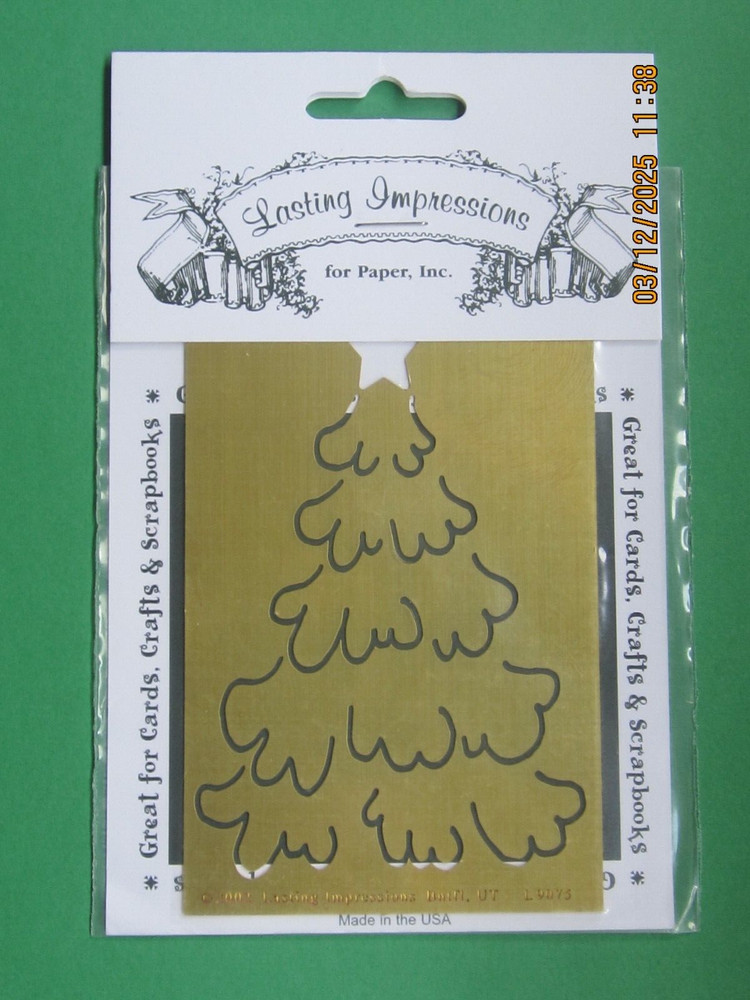 03/12/2025 11:38
Lasting Impressions
for Paper, Inc.
* Great for Cards, Crafts & Scrapbooks *
* Great for Cards, Crafts & Scrapbooks *
Lasting Impressions UT
Made in the USA